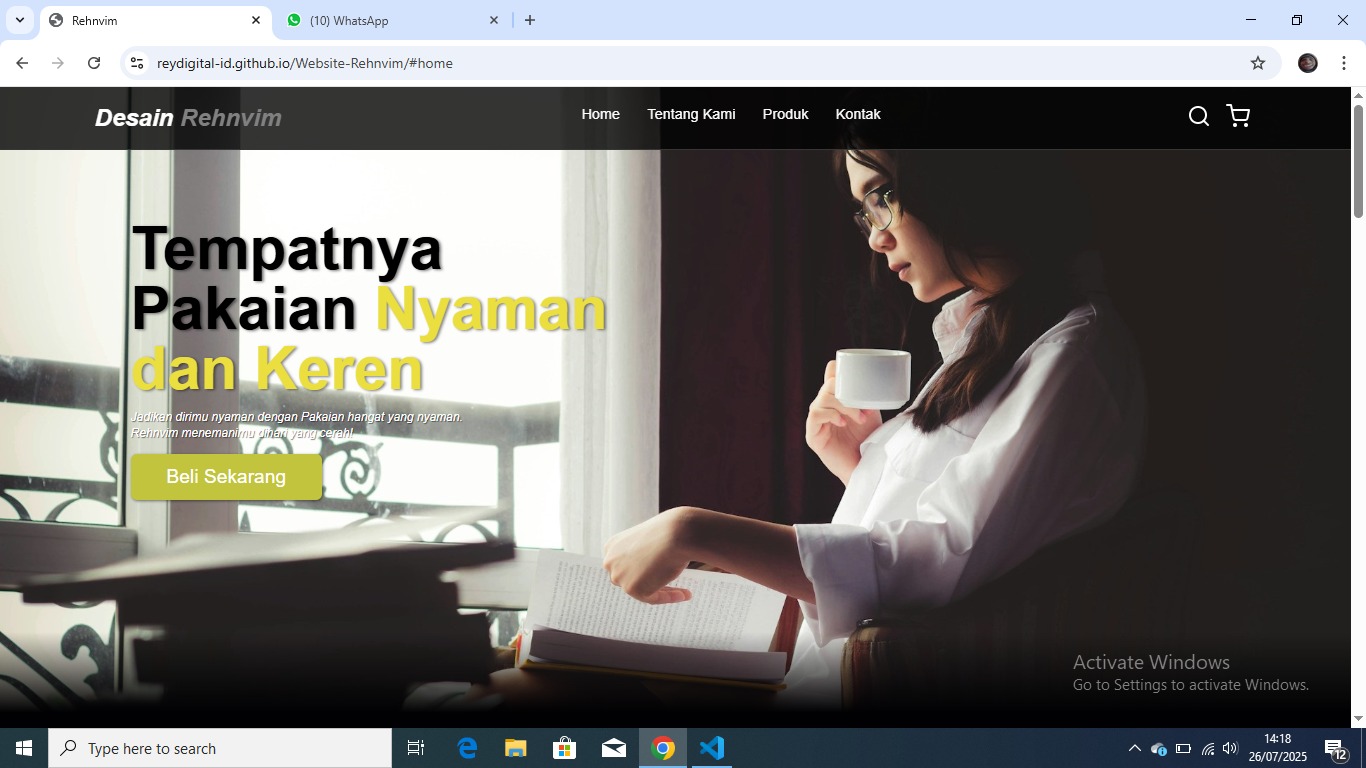 Rehnvim
(10) WhatsApp
reydigital-id.github.io/Website-Rehnvim/#home
Desain Rehnvim
Home
Tentang Kami
Produk
Kontak
Tempatnya
Pakaian Nyaman
dan Keren
Jadikan dirimu nyaman dengan Pakaian hangat yang nyaman.
Rehnvim menemanimu dihari yang cerah!
Beli Sekarang
Activate Windows
Go to Settings to activate Windows.
Type here to search
14:18
26/07/2025
12